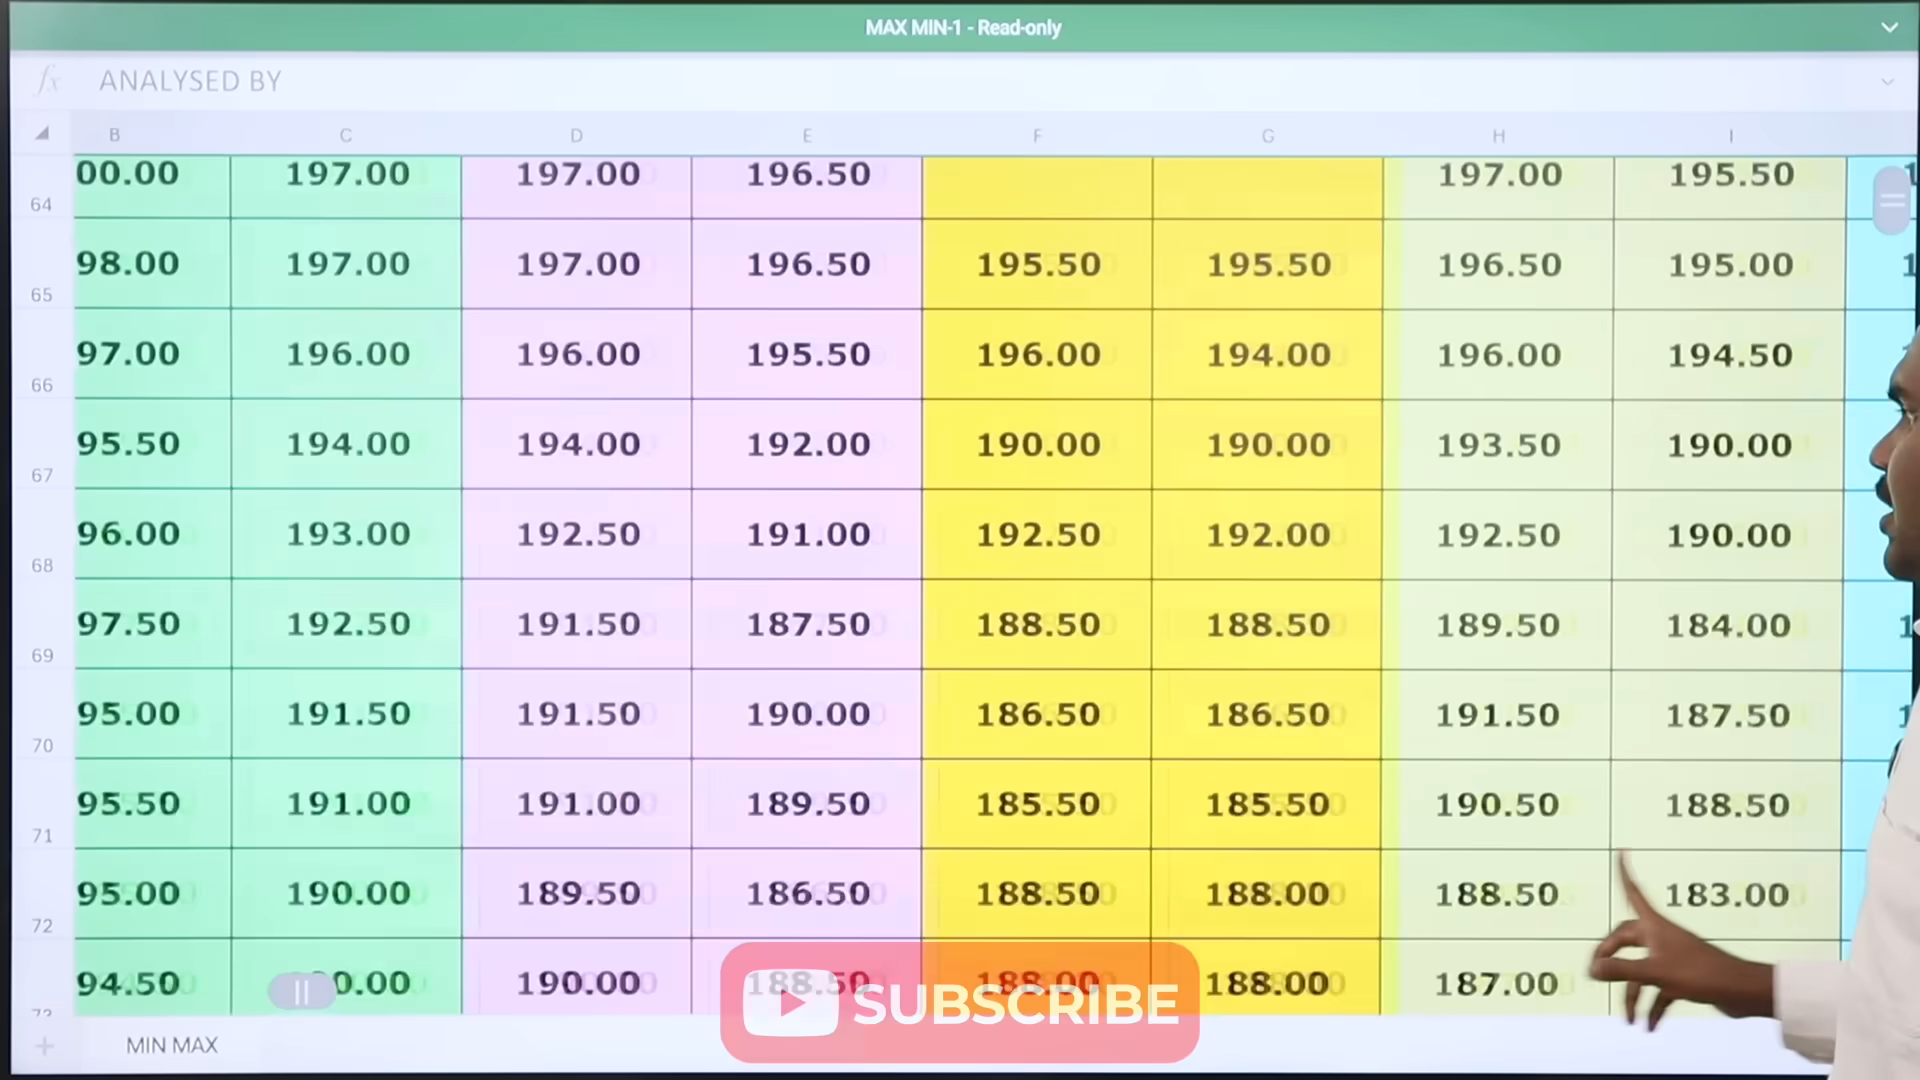 MAX MIN-1 - Read-only
fx ANALYSED BY
B C D E F G H I
64 00.00 197.00 197.00 196.50 197.00 195.50
65 98.00 197.00 197.00 196.50 195.50 195.50 196.50 195.00
66 97.00 196.00 196.00 195.50 196.00 194.00 196.00 194.50
67 95.50 194.00 194.00 192.00 190.00 190.00 193.50 190.00
68 96.00 193.00 192.50 191.00 192.50 192.00 192.50 190.00
69 97.50 192.50 191.50 187.50 188.50 188.50 189.50 184.00
70 95.00 191.50 191.50 190.00 186.50 186.50 191.50 187.50
71 95.50 191.00 191.00 189.50 185.50 185.50 190.50 188.50
72 95.00 190.00 189.50 186.50 188.50 188.00 188.50 183.00
94.50 0.00 190.00 188.50 188.00 188.00 187.00
SUBSCRIBE
MIN MAX